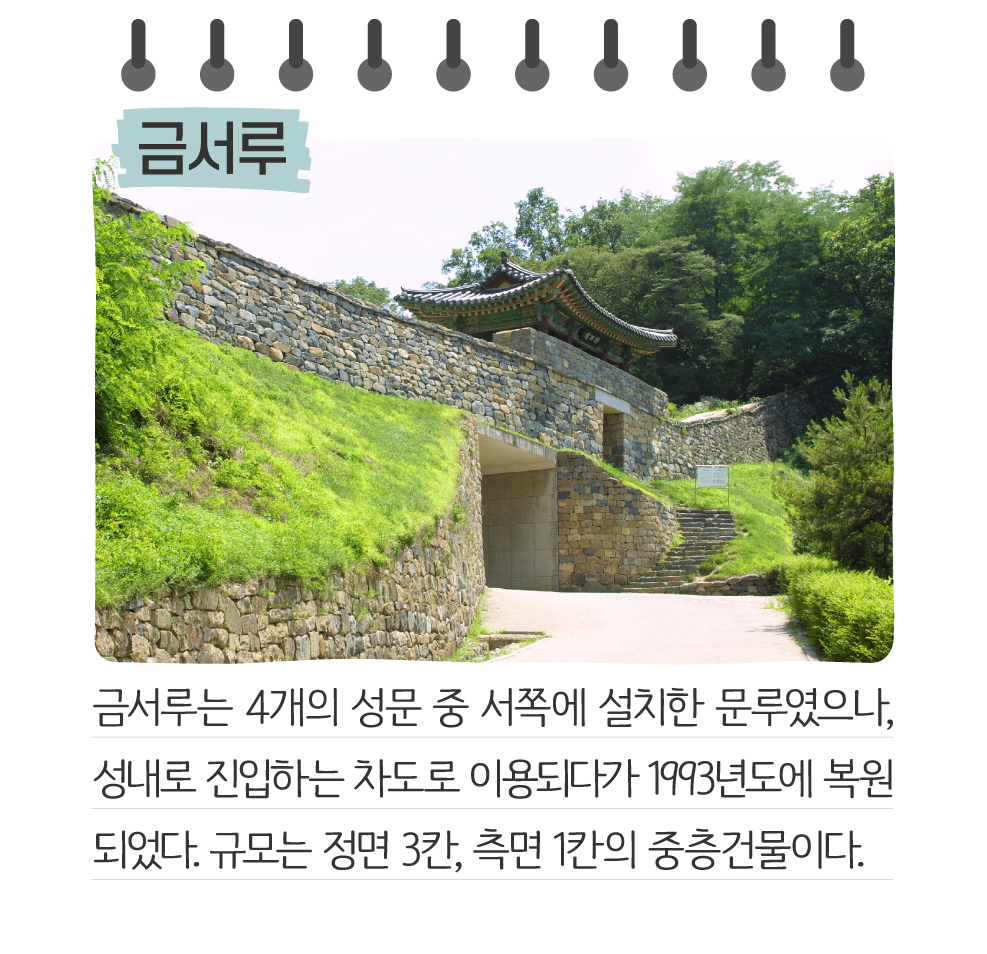 금서루
금서루는 4개의 성문 중 서쪽에 설치한 문루였으나,
성내로 진입하는 차도로 이용되다가 1993년도에 복원
되었다. 규모는 정면 3칸, 측면 1칸의 중층건물이다.